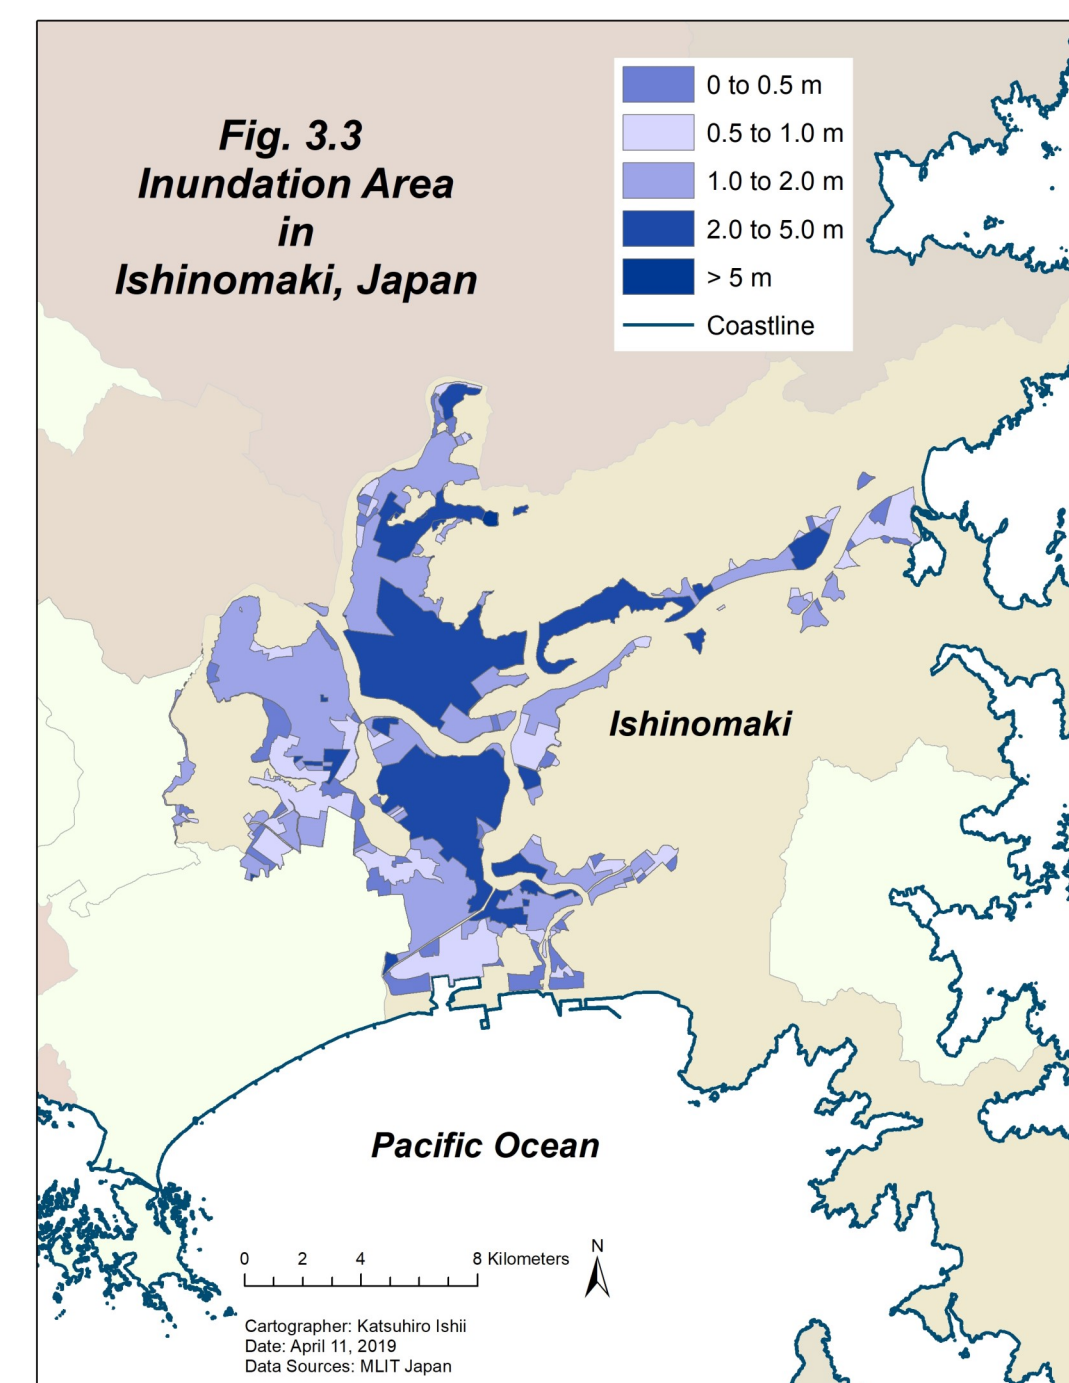 Fig. 3.3
Inundation Area
in
Ishinomaki, Japan
0 to 0.5 m
0.5 to 1.0 m
1.0 to 2.0 m
2.0 to 5.0 m
> 5 m
Coastline
Ishinomaki
Pacific Ocean
0 2 4 8 Kilometers
N
Cartographer: Katsuhiro Ishii
Date: April 11, 2019
Data Sources: MLIT Japan